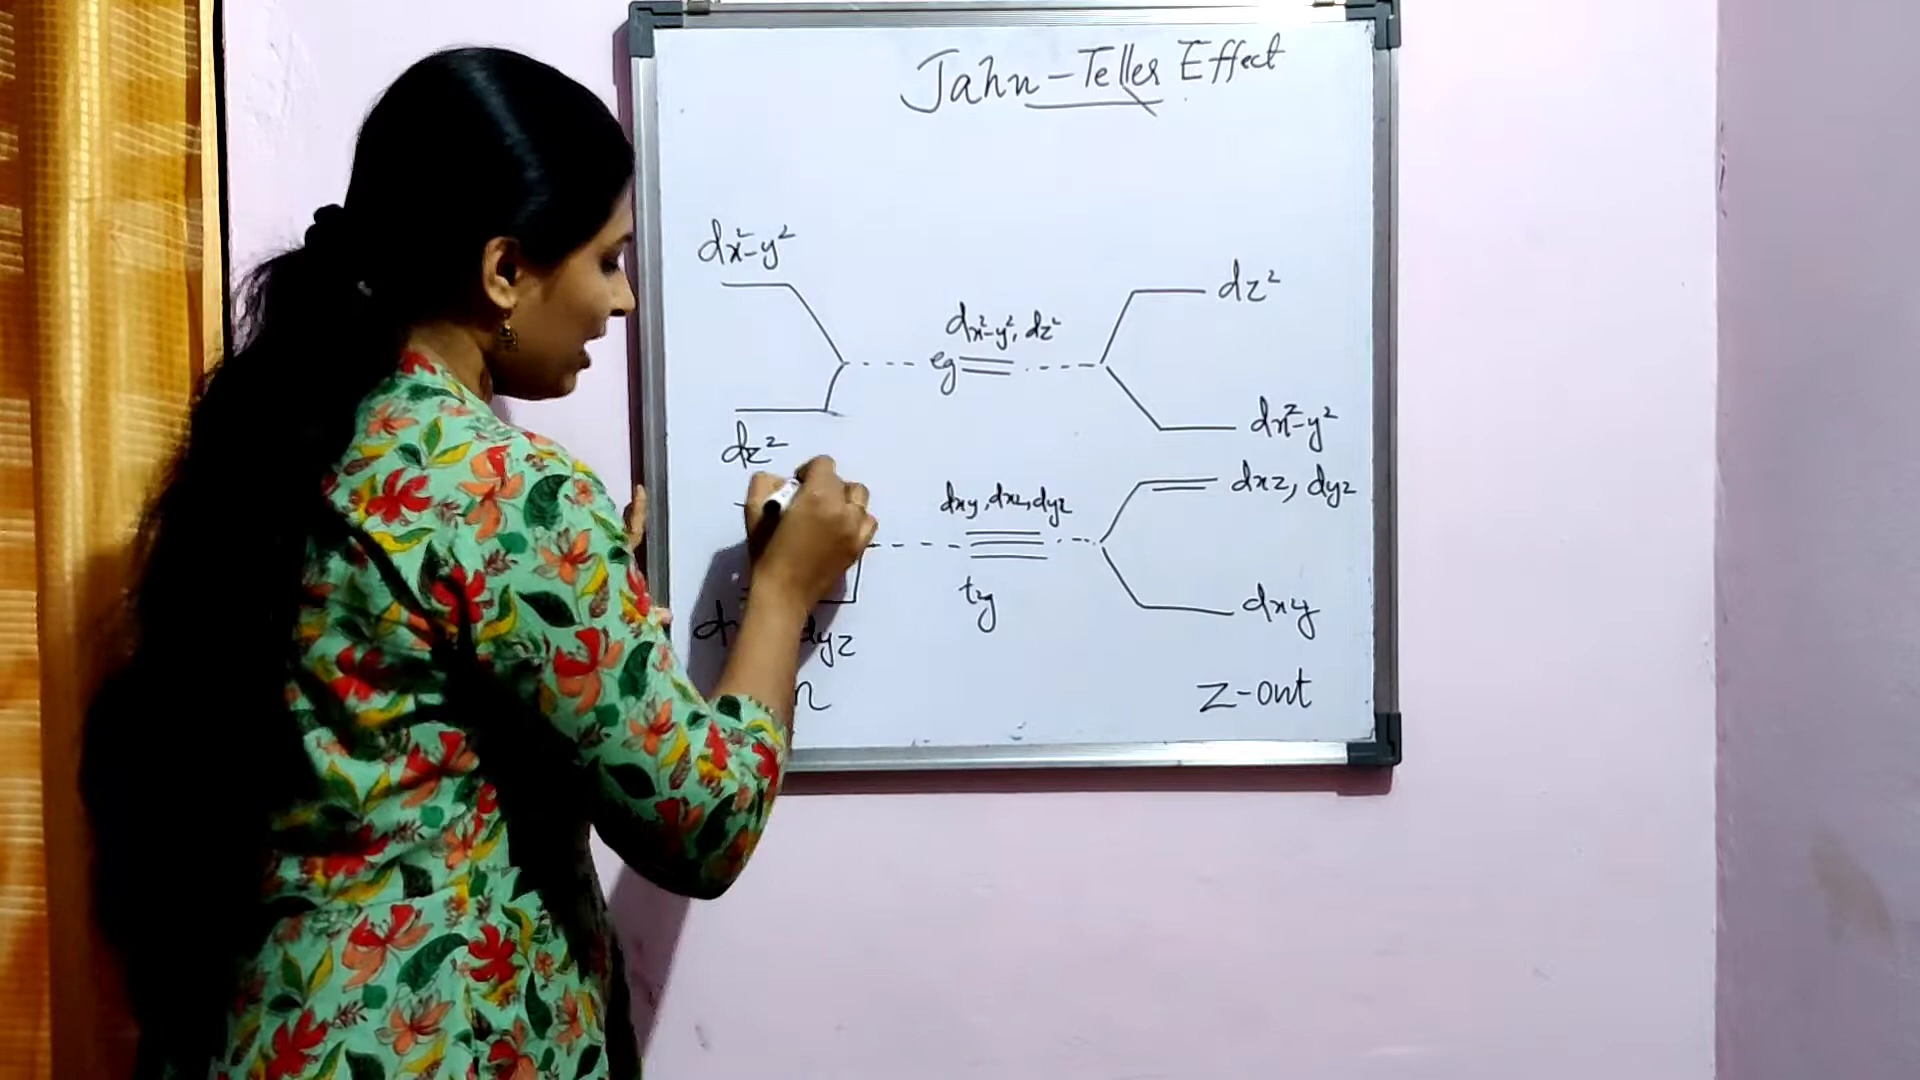 Jahn-Teller Effect
dx²-y²
dz²
dx²-y², dz²
eg
dz²
dx²-y²
dxy, dxz, dyz
t2g
dxz, dyz
dyz
dxy
z-out